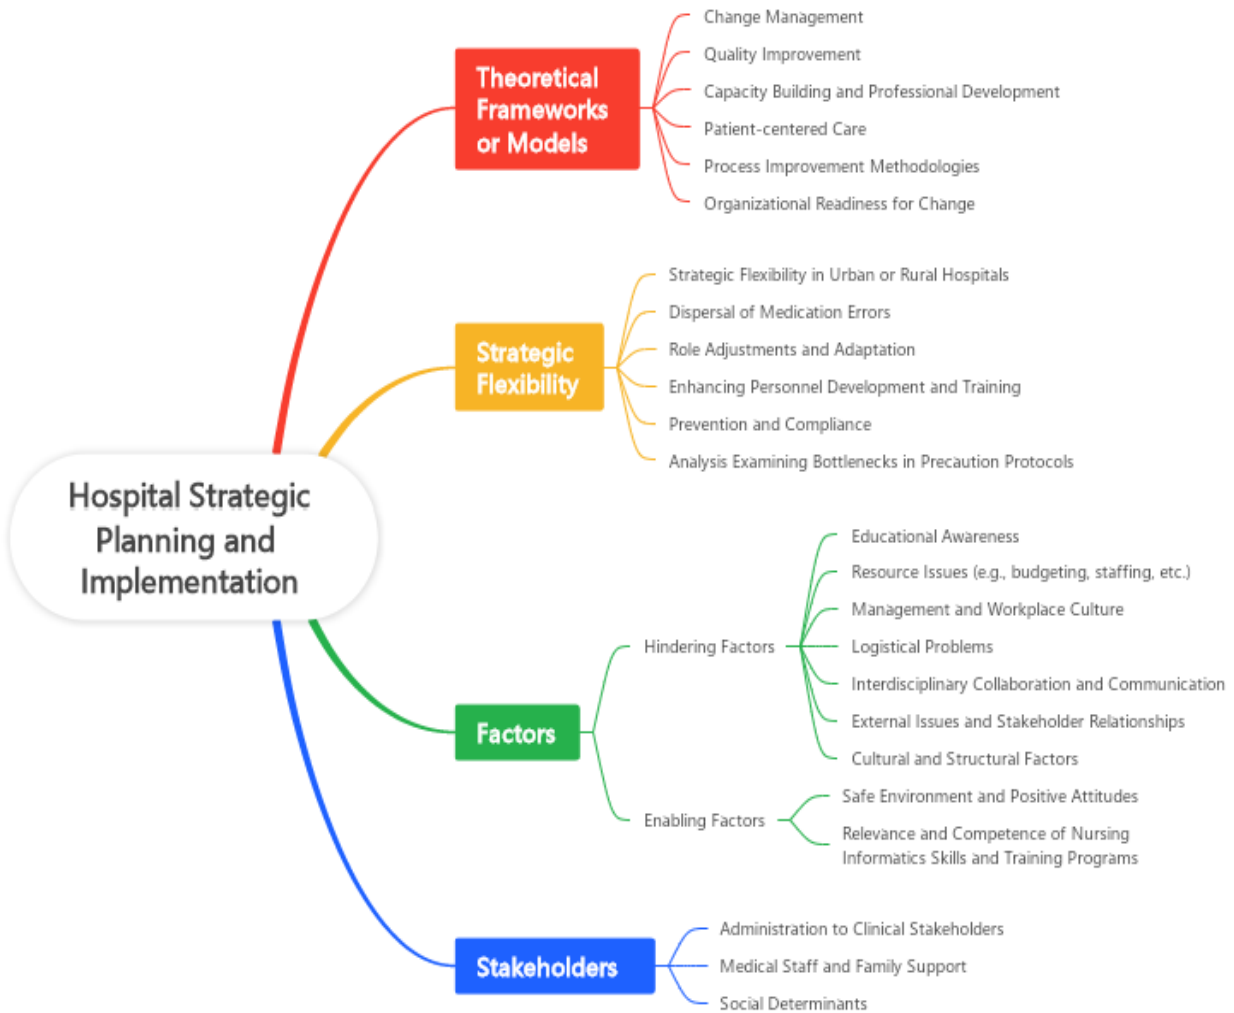 Hospital Strategic
Planning and
Implementation
Theoretical
Frameworks
or Models
Change Management
Quality Improvement
Capacity Building and Professional Development
Patient-centered Care
Process Improvement Methodologies
Organizational Readiness for Change
Strategic
Flexibility
Strategic Flexibility in Urban or Rural Hospitals
Dispersal of Medication Errors
Role Adjustments and Adaptation
Enhancing Personnel Development and Training
Prevention and Compliance
Analysis Examining Bottlenecks in Precaution Protocols
Factors
Hindering Factors
Educational Awareness
Resource Issues (e.g., budgeting, staffing, etc.)
Management and Workplace Culture
Logistical Problems
Interdisciplinary Collaboration and Communication
External Issues and Stakeholder Relationships
Cultural and Structural Factors
Enabling Factors
Safe Environment and Positive Attitudes
Relevance and Competence of Nursing
Informatics Skills and Training Programs
Stakeholders
Administration to Clinical Stakeholders
Medical Staff and Family Support
Social Determinants